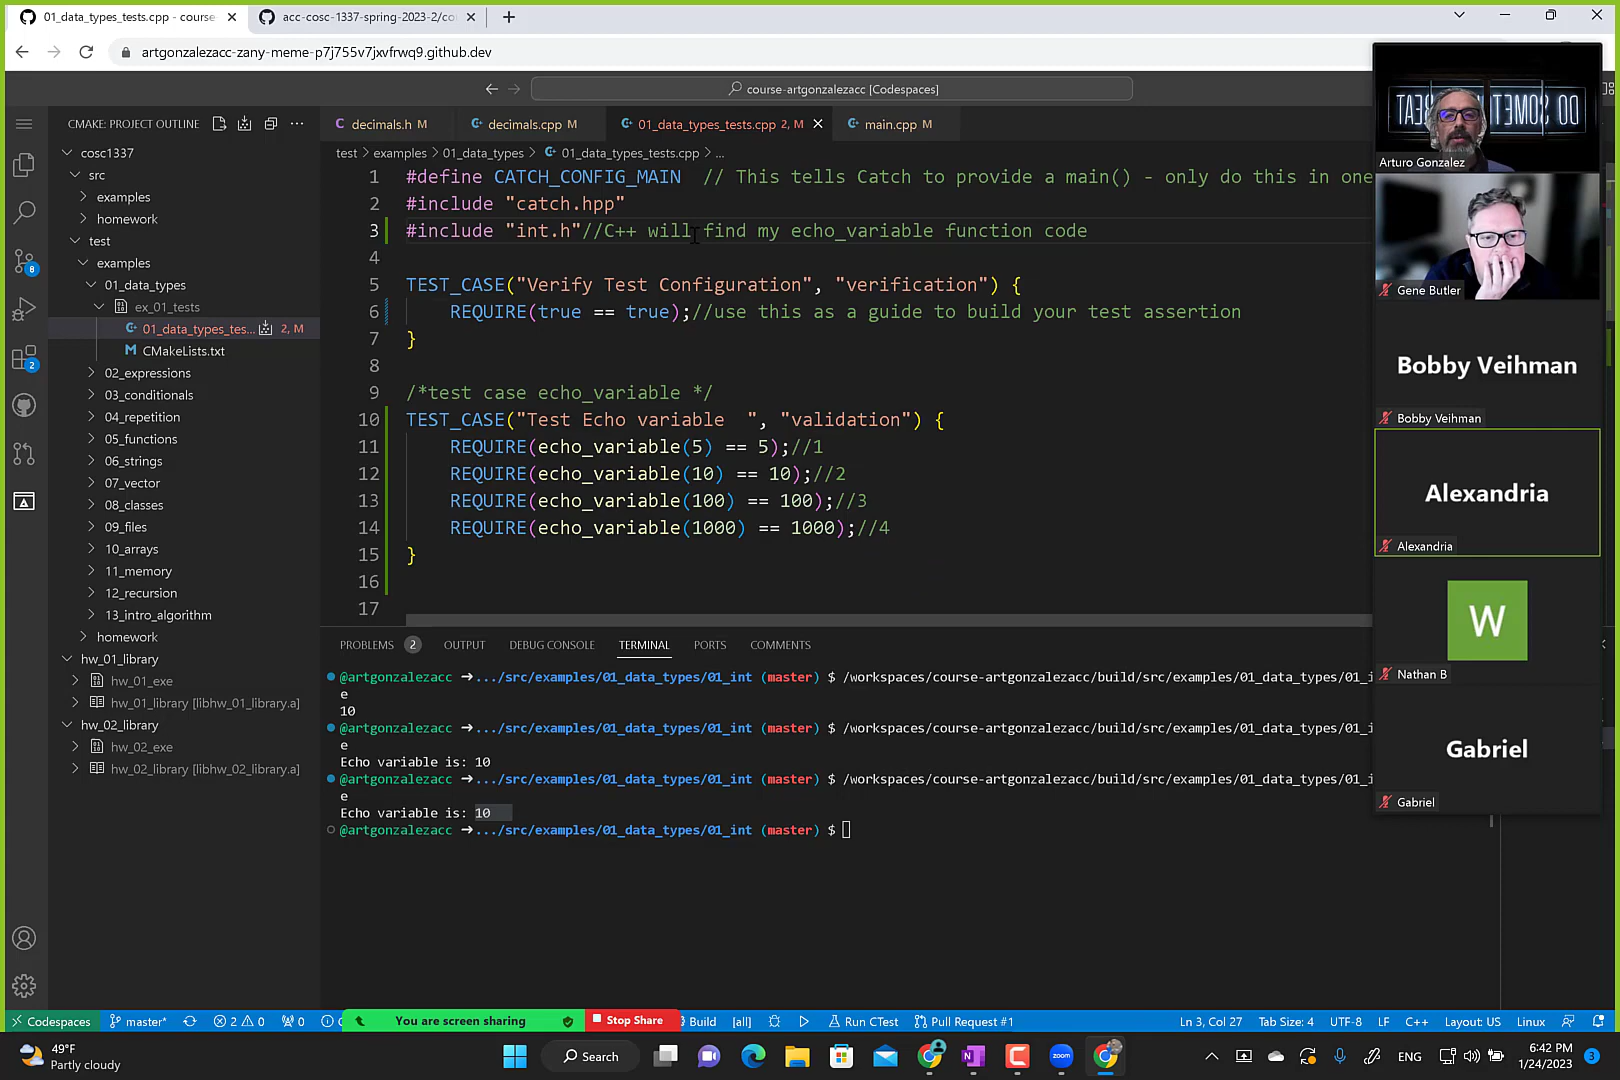 01_data_types_tests.cpp - course
acc-cosc-1337-spring-2023-2/co
artgonzalezacc-zany-meme-p7j755v7jxvfrwq9.github.dev
course-artgonzalezacc [Codespaces]
CMAKE: PROJECT OUTLINE
decimals.h M
decimals.cpp M
01_data_types_tests.cpp 2, M
main.cpp M
test > examples > 01_data_types > 01_data_types_tests.cpp > ...
cosc1337
src
examples
homework
test
examples
01_data_types
ex_01_tests
01_data_types_tes... 2, M
CMakeLists.txt
02_expressions
03_conditionals
04_repetition
05_functions
06_strings
07_vector
08_classes
09_files
10_arrays
11_memory
12_recursion
13_intro_algorithm
homework
hw_01_library
hw_01_exe
hw_01_library [libhw_01_library.a]
hw_02_library
hw_02_exe
hw_02_library [libhw_02_library.a]
8
2
1 #define CATCH_CONFIG_MAIN // This tells Catch to provide a main() - only do this in one
2 #include "catch.hpp"
3 #include "int.h"//C++ will find my echo_variable function code
4
5 TEST_CASE("Verify Test Configuration", "verification") {
6 REQUIRE(true == true);//use this as a guide to build your test assertion
7 }
8
9 /*test case echo_variable */
10 TEST_CASE("Test Echo variable  ", "validation") {
11 REQUIRE(echo_variable(5) == 5);//1
12 REQUIRE(echo_variable(10) == 10);//2
13 REQUIRE(echo_variable(100) == 100);//3
14 REQUIRE(echo_variable(1000) == 1000);//4
15 }
16
17
PROBLEMS 2 OUTPUT DEBUG CONSOLE TERMINAL PORTS COMMENTS
@artgonzalezacc ➜.../src/examples/01_data_types/01_int (master) $ /workspaces/course-artgonzalezacc/build/src/examples/01_data_types/01_i
e
10
@artgonzalezacc ➜.../src/examples/01_data_types/01_int (master) $ /workspaces/course-artgonzalezacc/build/src/examples/01_data_types/01_i
e
Echo variable is: 10
@artgonzalezacc ➜.../src/examples/01_data_types/01_int (master) $ /workspaces/course-artgonzalezacc/build/src/examples/01_data_types/01_i
e
Echo variable is: 10
@artgonzalezacc ➜.../src/examples/01_data_types/01_int (master) $
DO SOMET
BEAT
Arturo Gonzalez
Gene Butler
Bobby Veihman
Bobby Veihman
Alexandria
Alexandria
W
Nathan B
Gabriel
Gabriel
Codespaces master* 2 0 0 You are screen sharing Stop Share Build [all] Run CTest Pull Request #1 Ln 3, Col 27 Tab Size: 4 UTF-8 LF C++ Layout: US Linux
49°F
Partly cloudy
Search
zoom
ENG
6:42 PM
1/24/2023
3